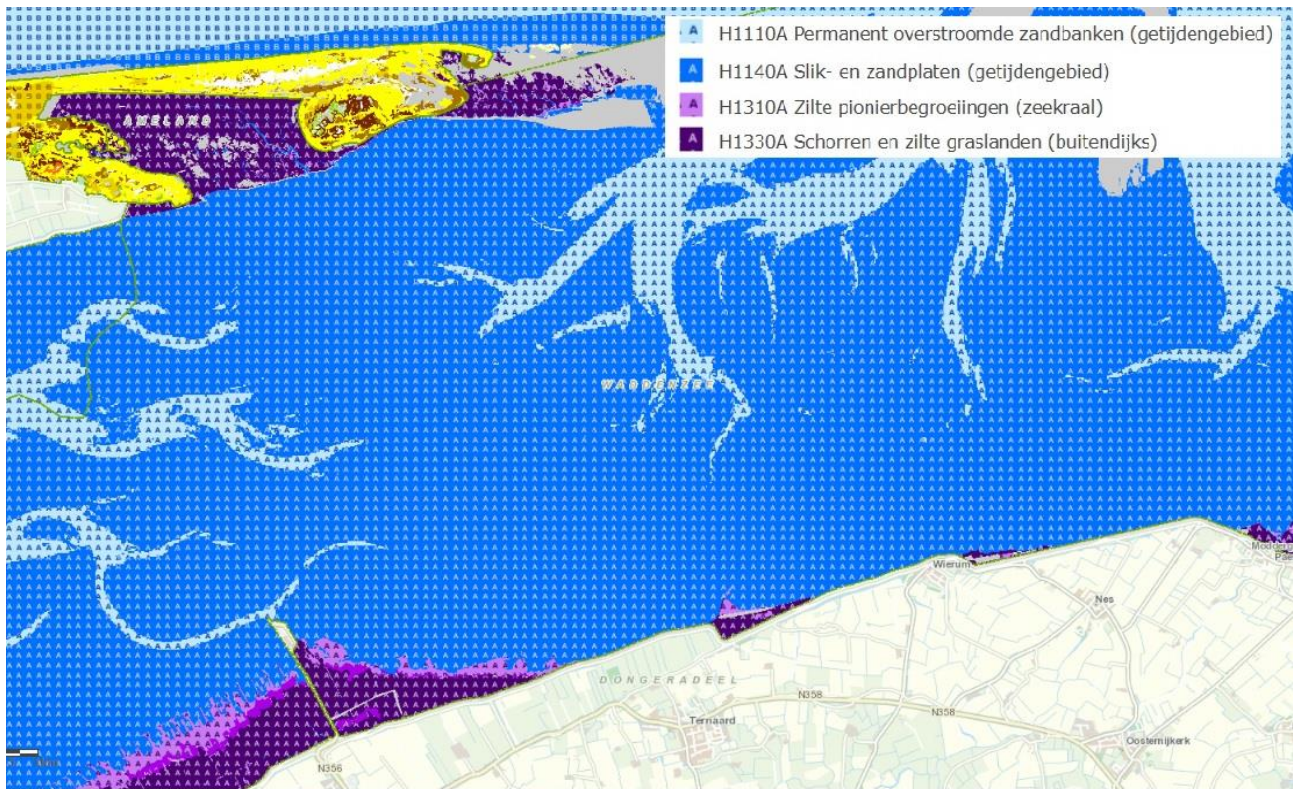 H1110A Permanent overstroomde zandbanken (getijdengebied)
H1140A Slik- en zandplaten (getijdengebied)
H1310A Zilte pionierbegroeiingen (zeekraal)
H1330A Schorren en zilte graslanden (buitendijks)
AMELAND
WADDENZEE
Wierum
Nes
DONGERADEEL
N358
Ternaard
N358
Oosternijkerk
N356